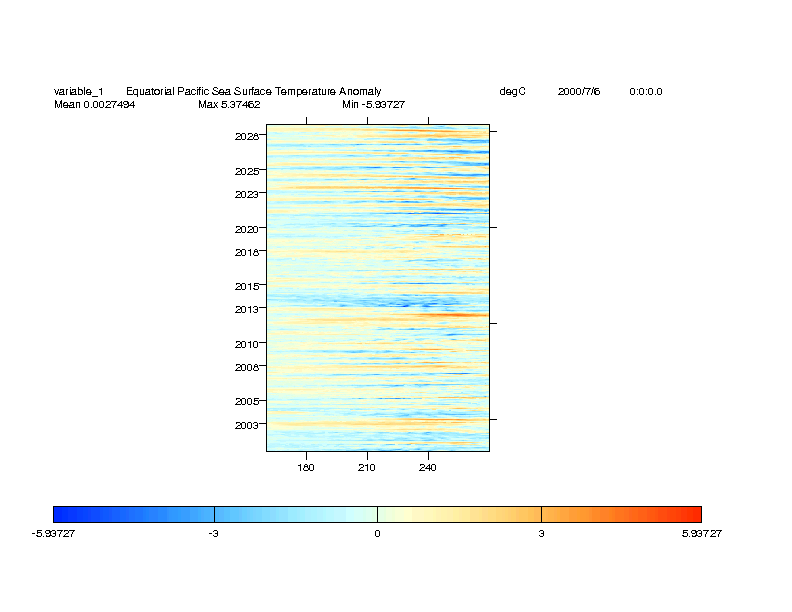 variable_1 Equatorial Pacific Sea Surface Temperature Anomaly degC 2000/7/6 0:0:0.0
Mean 0.0027494 Max 5.37462 Min -5.93727
2028
2025
2023
2020
2018
2015
2013
2010
2008
2005
2003
180 210 240
-5.93727 -3 0 3 5.93727